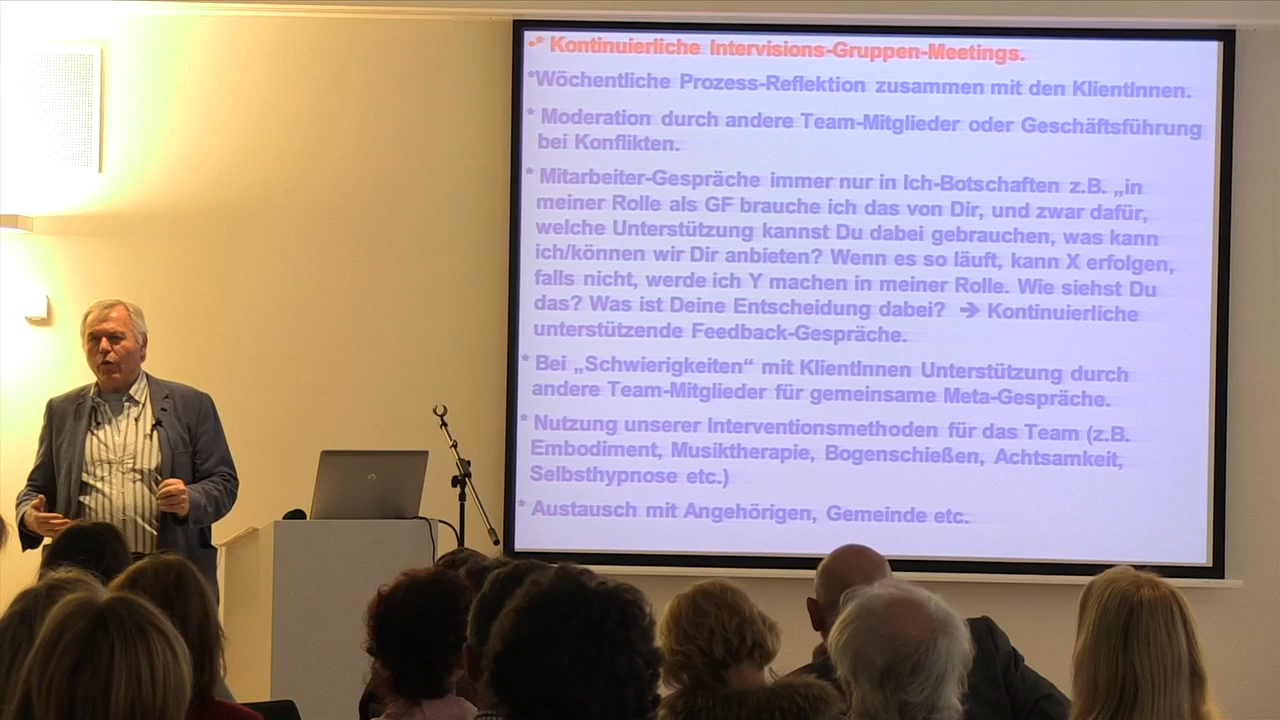 •* Kontinuierliche Intervisions-Gruppen-Meetings.
*Wöchentliche Prozess-Reflektion zusammen mit den KlientInnen.
* Moderation durch andere Team-Mitglieder oder Geschäftsführung
bei Konflikten.
* Mitarbeiter-Gespräche immer nur in Ich-Botschaften z.B. „in
meiner Rolle als GF brauche ich das von Dir, und zwar dafür,
welche Unterstützung kannst Du dabei gebrauchen, was kann
ich/können wir Dir anbieten? Wenn es so läuft, kann X erfolgen,
falls nicht, werde ich Y machen in meiner Rolle. Wie siehst Du
das? Was ist Deine Entscheidung dabei? ➔ Kontinuierliche
unterstützende Feedback-Gespräche.
* Bei „Schwierigkeiten“ mit KlientInnen Unterstützung durch
andere Team-Mitglieder für gemeinsame Meta-Gespräche.
* Nutzung unserer Interventionsmethoden für das Team (z.B.
Embodiment, Musiktherapie, Bogenschießen, Achtsamkeit,
Selbsthypnose etc.)
* Austausch mit Angehörigen, Gemeinde etc.
hp